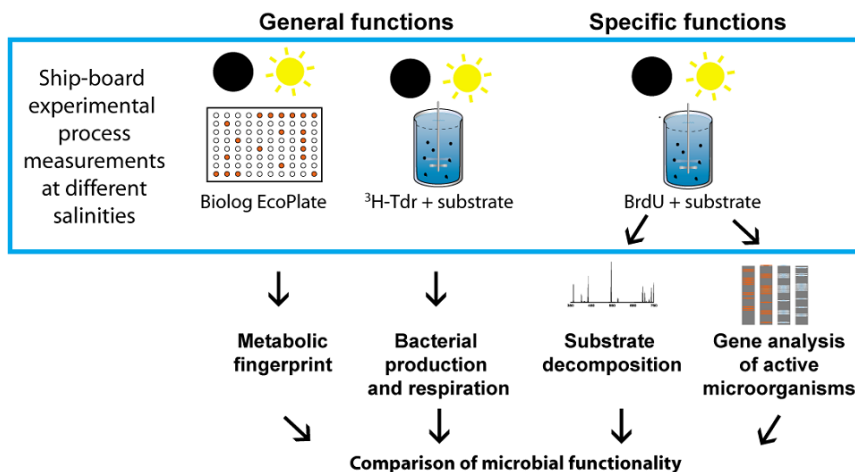 General functions
Specific functions
Ship-board
experimental
process
measurements
at different
salinities
Biolog EcoPlate
³H-Tdr + substrate
BrdU + substrate
Metabolic
fingerprint
Bacterial
production
and respiration
Substrate
decomposition
Gene analysis
of active
microorganisms
Comparison of microbial functionality